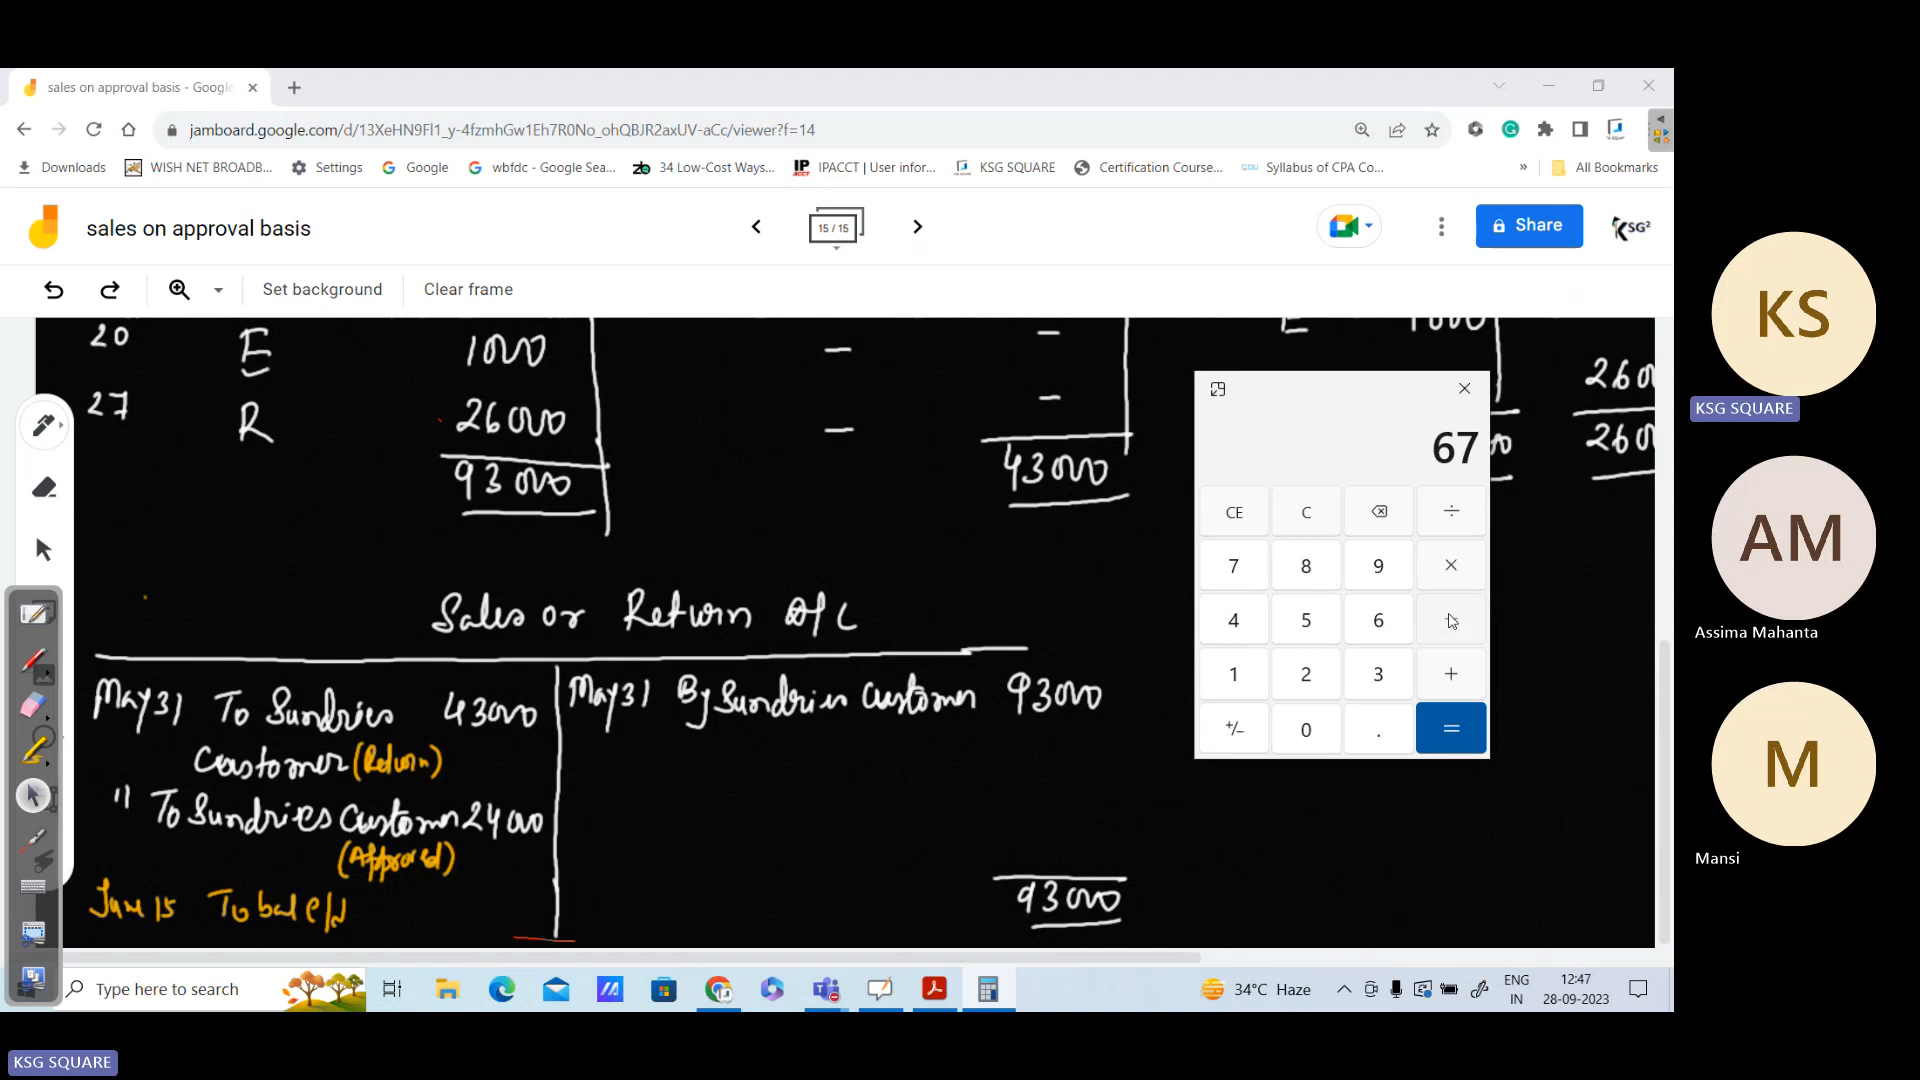 sales on approval basis - Googl
jamboard.google.com/d/13XeHN9Fl1_y-4fzmhGw1Eh7R0No_ohQBJR2axUV-aCc/viewer?f=14
Downloads WISH NET BROADB... Settings Google wbfdc - Google Sea... 34 Low-Cost Ways... IPACCT | User infor... KSG SQUARE Certification Course... Syllabus of CPA Co... » All Bookmarks
sales on approval basis
15 / 15
Share
KSG²
Set background Clear frame
20 E 1000 - - E 1000
27 R 26000 - -
93000 43000
Sales or Return A/C
May 31 To Sundries 43000 May 31 By Sundries Customer 93000
Customer (Return)
" To Sundries Customer 24000
(Approved)
June 15 To bal c/d
93000
67
CE C ÷
7 8 9 ×
4 5 6
1 2 3 +
+/- 0 . =
KS
KSG SQUARE
AM
Assima Mahanta
M
Mansi
Type here to search
34°C Haze
ENG
IN
12:47
28-09-2023
KSG SQUARE